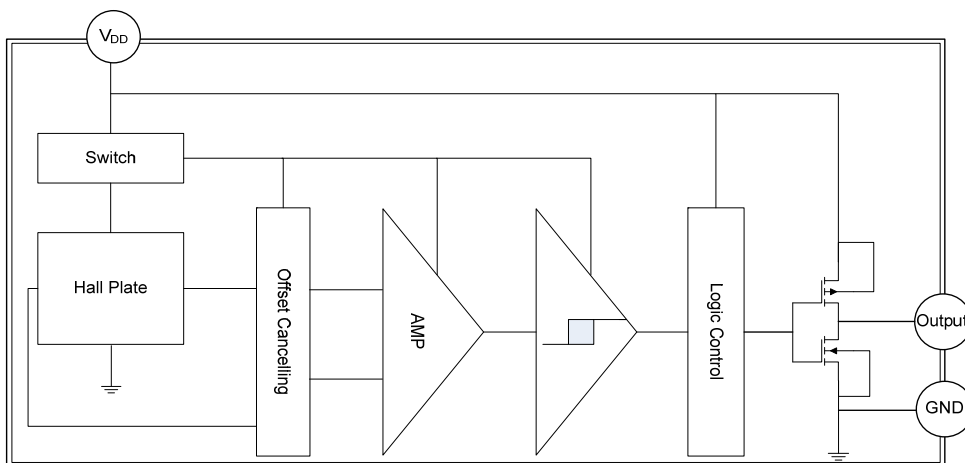 VDD
Switch
Hall Plate
Offset Cancelling
AMP
Logic Control
Output
GND